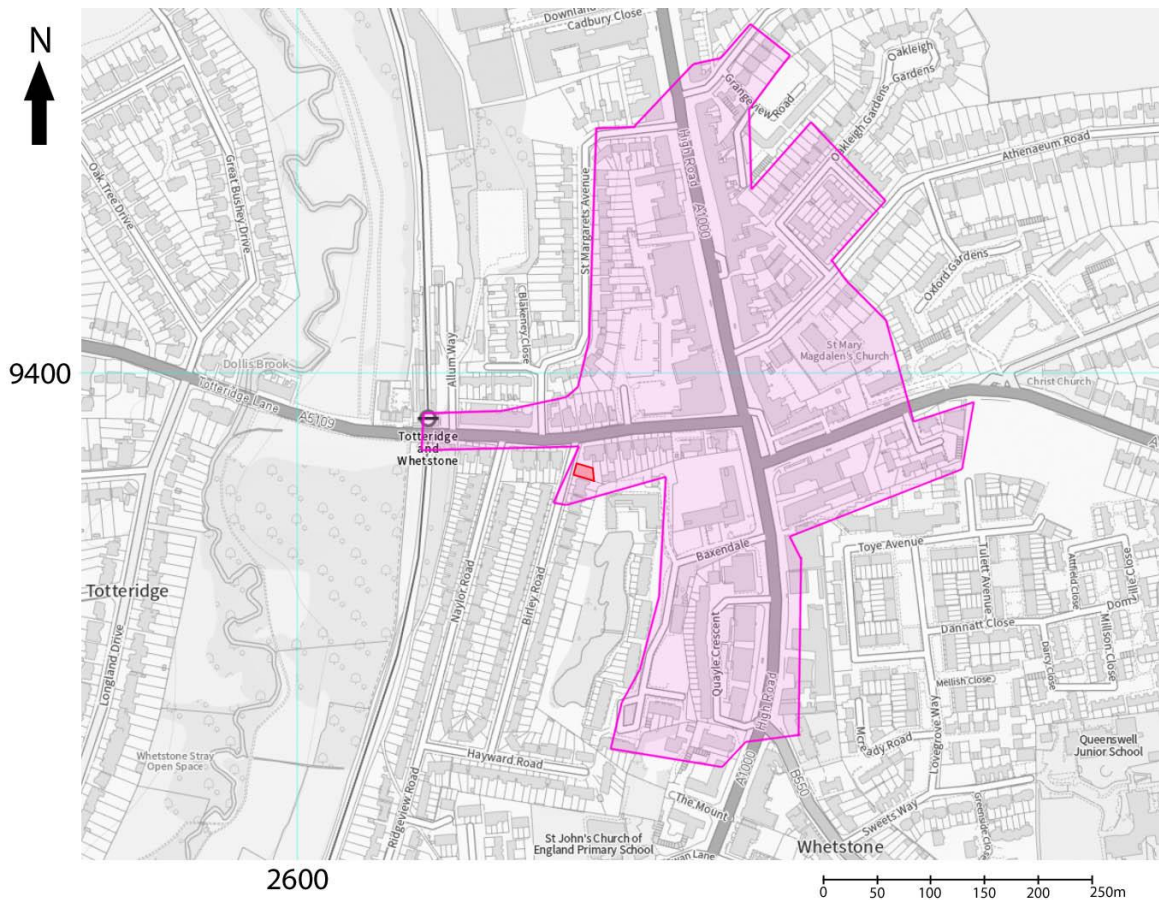 N
Downland
Cadbury Close
Oakleigh
Gardens
Grangeview Road
Oakleigh Gardens
Athenaeum Road
High Road
A1000
Great Bushey Drive
Oak Tree Drive
St Margarets Avenue
Oxford Gardens
Blakeney Close
Allum Way
St Mary
Magdalen's Church
9400
Dollis Brook
Christ Church
Totteridge Lane
A5109
Totteridge
and
Whetstone
Baxendale
Toye Avenue
Tulett Avenue
Attfield Close
Totteridge
Naylor Road
Birley Road
Dannatt Close
Millson Close
Darcy Close
Longland Drive
Quayle Crescent
Mellish Close
High Road
Lovegrove Way
Mcready Road
Whetstone Stray
Open Space
Queenswell
Junior School
Hayward Road
Ridgeview Road
A1000
B550
The Mount
Sweets Way
Greenside Close
St John's Church of
England Primary School
Whetstone
2600
0 50 100 150 200 250m